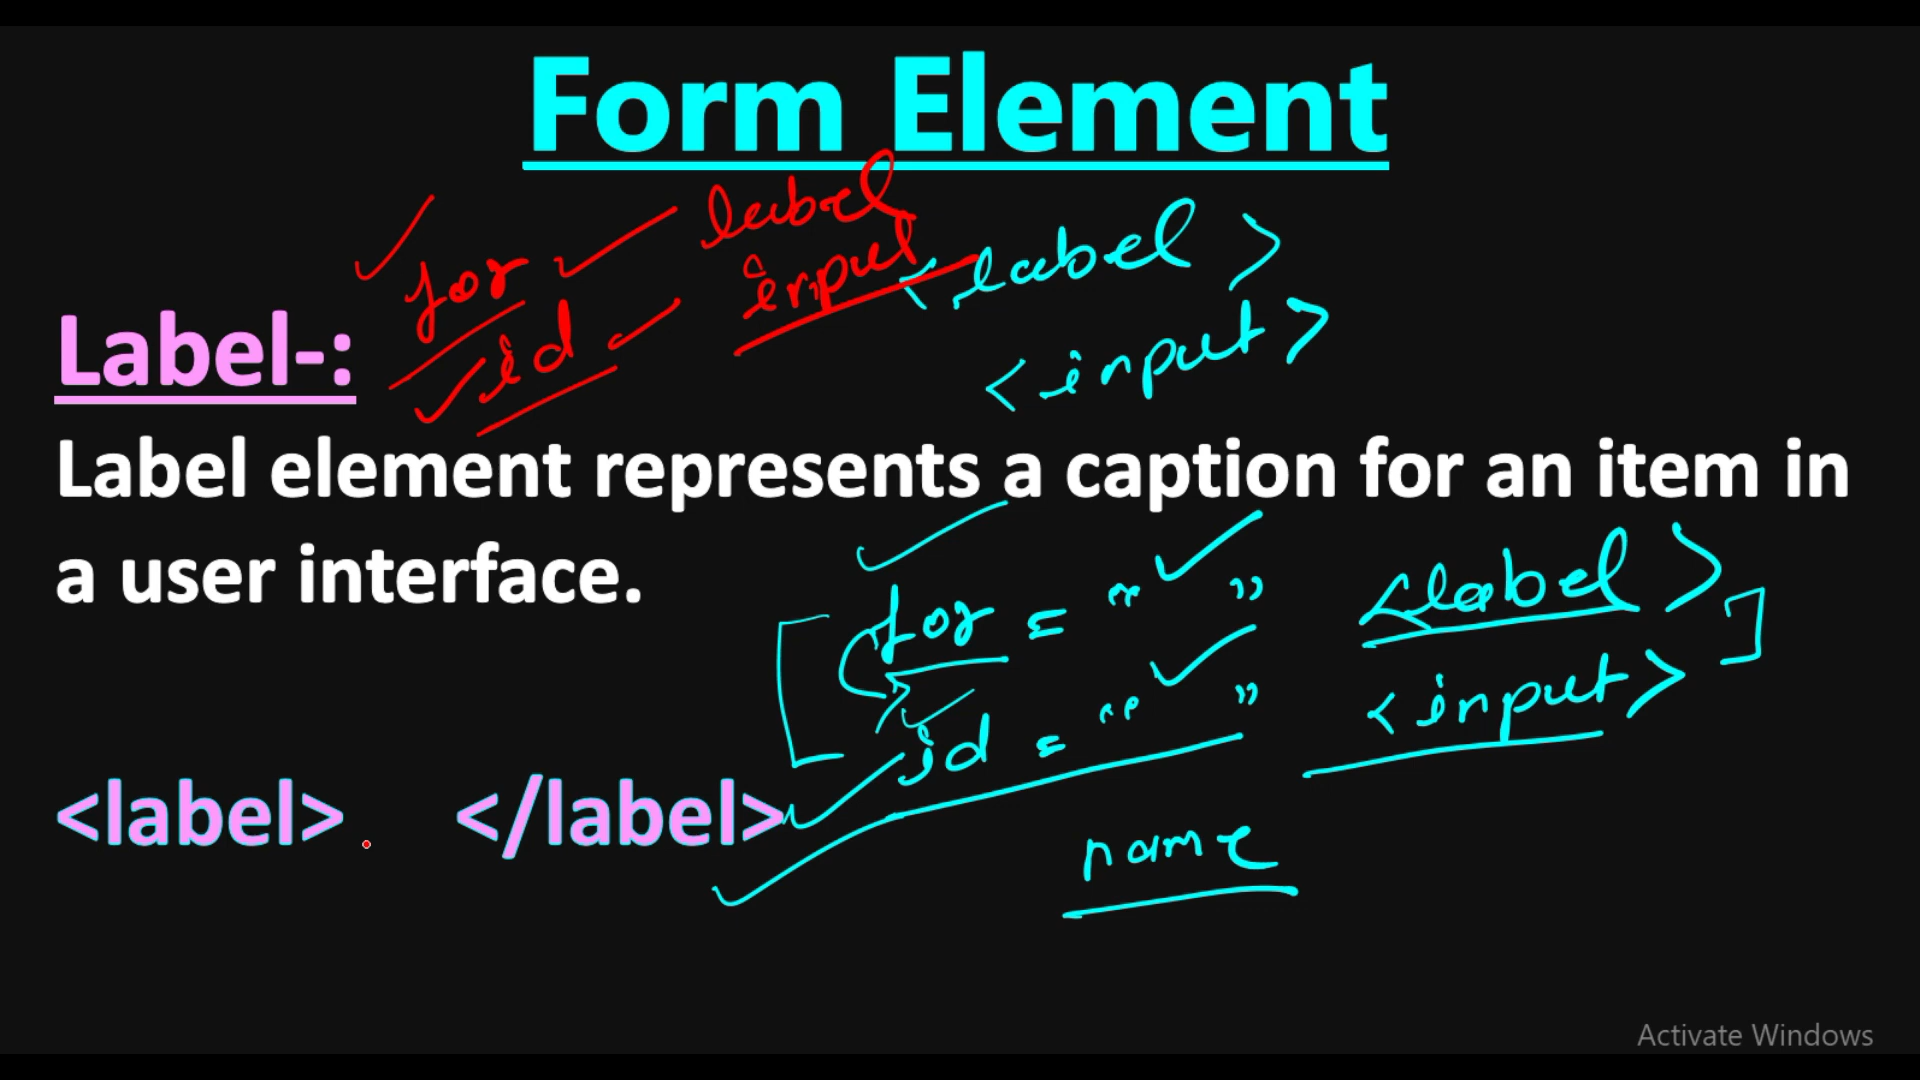 Form Element
for label
id input
<label>
<input>
Label-:
Label element represents a caption for an item in
a user interface.
for = " " <label>
id = " " <input>
<label> </label>
name
Activate Windows